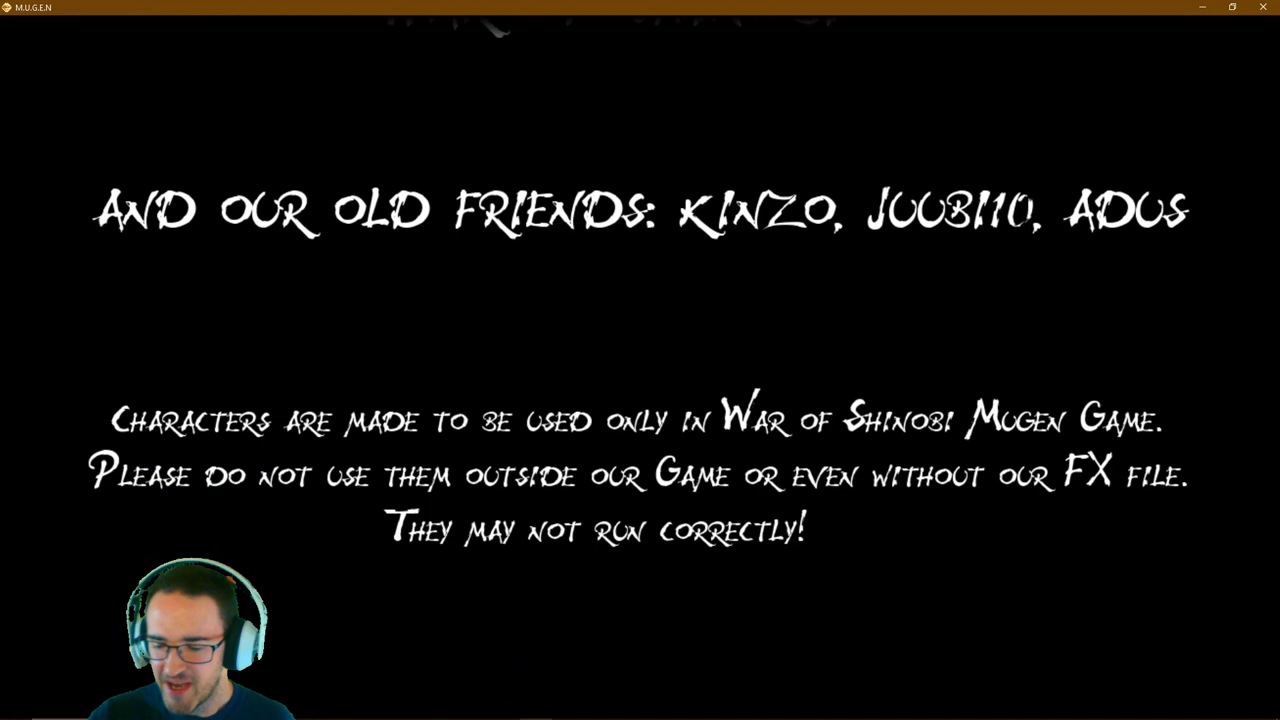 M.U.G.E.N
AND OUR OLD FRIENDS: KINZO, JUUBI10, ADUS
Characters are made to be used only in War of Shinobi Mugen Game.
Please do not use them outside our Game or even without our FX file.
They may not run correctly!